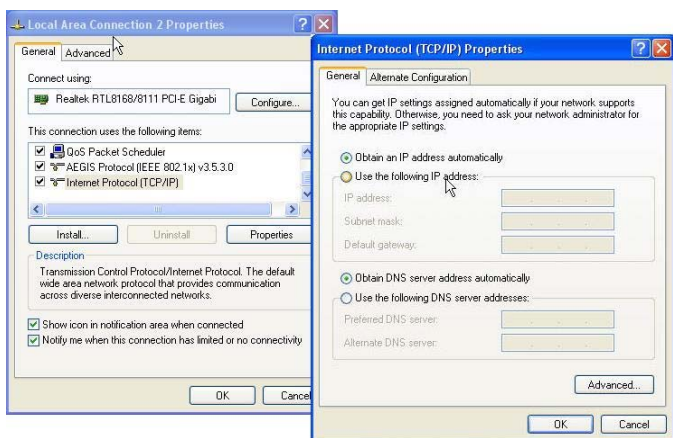 Local Area Connection 2 Properties
General Advanced
Connect using:
Realtek RTL8168/8111 PCI-E Gigabi
Configure...
This connection uses the following items:
QoS Packet Scheduler
AEGIS Protocol (IEEE 802.1x) v3.5.3.0
Internet Protocol (TCP/IP)
Install... Uninstall Properties
Description
Transmission Control Protocol/Internet Protocol. The default
wide area network protocol that provides communication
across diverse interconnected networks.
Show icon in notification area when connected
Notify me when this connection has limited or no connectivity
OK Cancel
Internet Protocol (TCP/IP) Properties
General Alternate Configuration
You can get IP settings assigned automatically if your network supports
this capability. Otherwise, you need to ask your network administrator for
the appropriate IP settings.
Obtain an IP address automatically
Use the following IP address:
IP address:
Subnet mask:
Default gateway:
Obtain DNS server address automatically
Use the following DNS server addresses:
Preferred DNS server:
Alternate DNS server:
Advanced...
OK Cancel